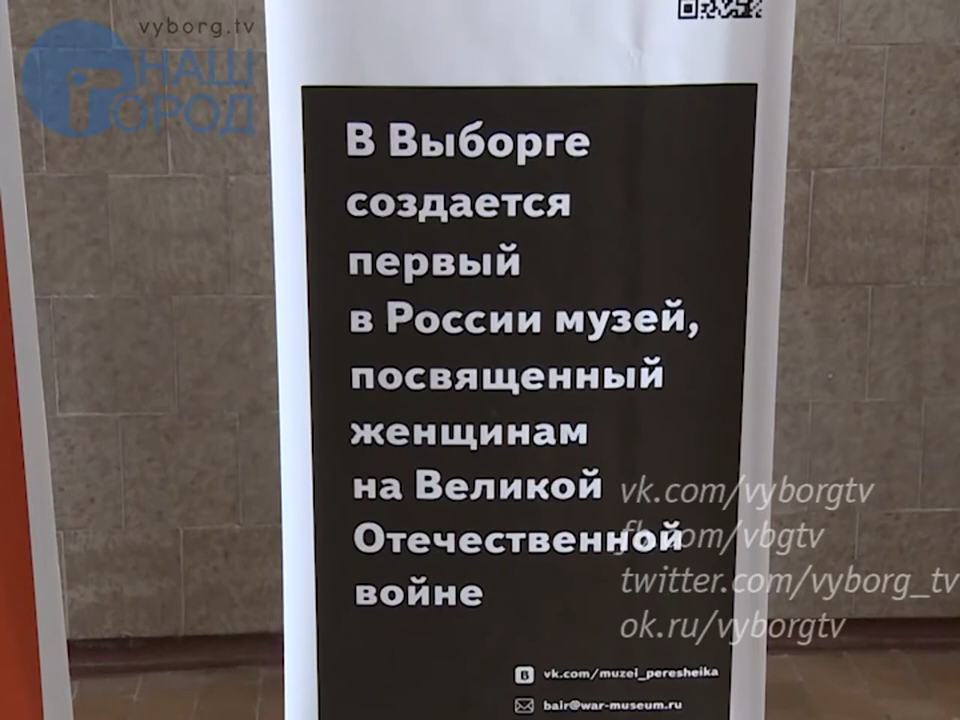 vyborg.tv
НАШ
ГОРОД
В Выборге
создается
первый
в России музей,
посвященный
женщинам
на Великой
Отечественной
войне
vk.com/vyborgtv
fb.com/vbgtv
twitter.com/vyborg_tv
ok.ru/vyborgtv
vk.com/muzei_peresheika
bair@war-museum.ru